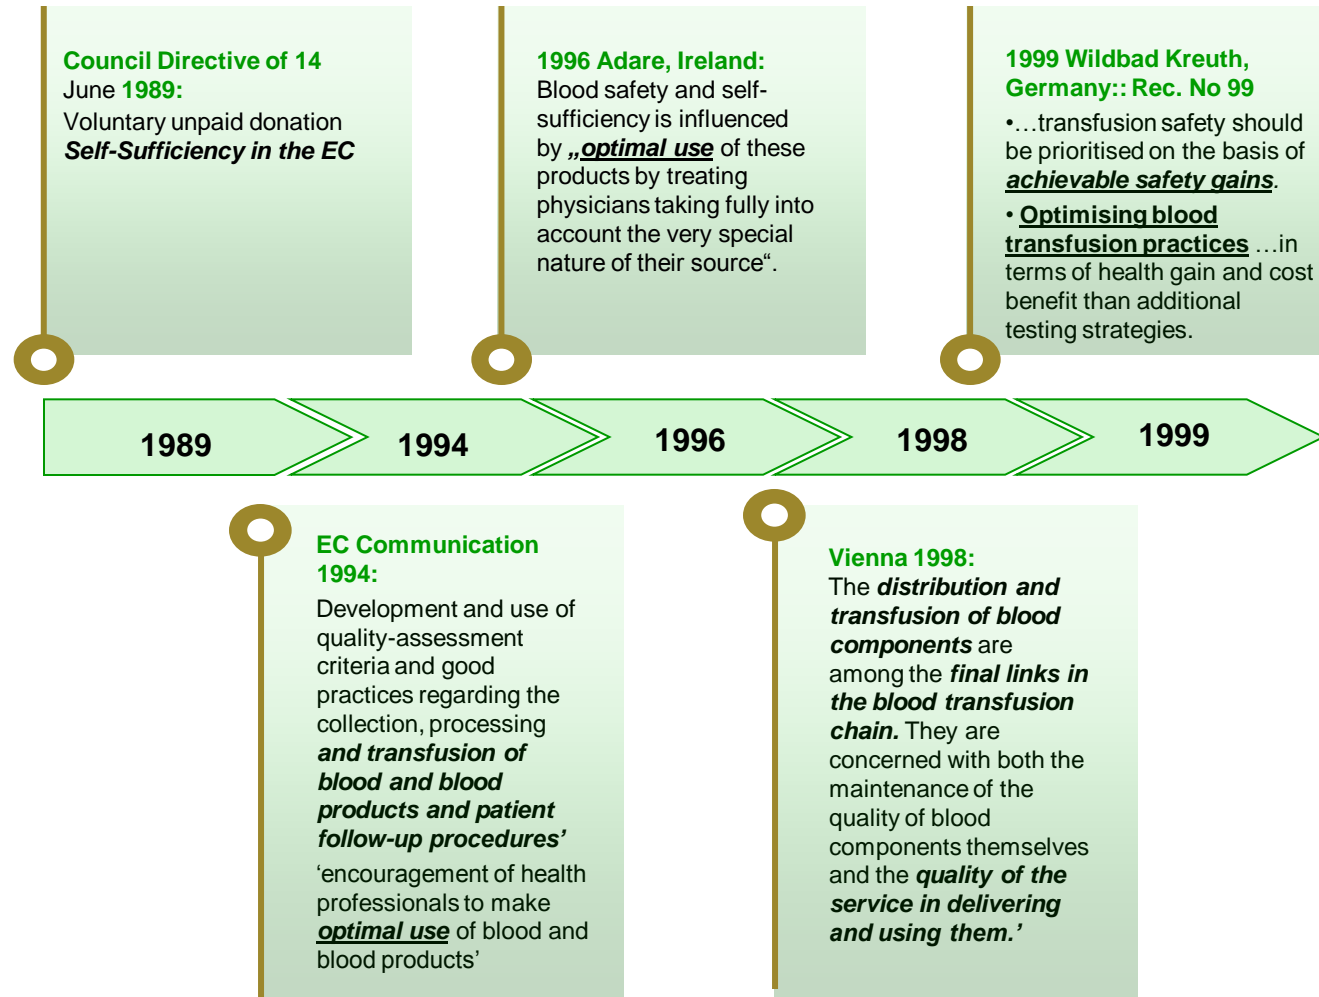 Council Directive of 14
June 1989:
Voluntary unpaid donation
Self-Sufficiency in the EC
1996 Adare, Ireland:
Blood safety and self-
sufficiency is influenced
by „optimal use of these
products by treating
physicians taking fully into
account the very special
nature of their source“.
1999 Wildbad Kreuth,
Germany:: Rec. No 99
•…transfusion safety should
be prioritised on the basis of
achievable safety gains.
• Optimising blood
transfusion practices …in
terms of health gain and cost
benefit than additional
testing strategies.
1989
1994
1996
1998
1999
EC Communication
1994:
Development and use of
quality-assessment
criteria and good
practices regarding the
collection, processing
and transfusion of
blood and blood
products and patient
follow-up procedures’
‘encouragement of health
professionals to make
optimal use of blood and
blood products’
Vienna 1998:
The distribution and
transfusion of blood
components are
among the final links in
the blood transfusion
chain. They are
concerned with both the
maintenance of the
quality of blood
components themselves
and the quality of the
service in delivering
and using them.’